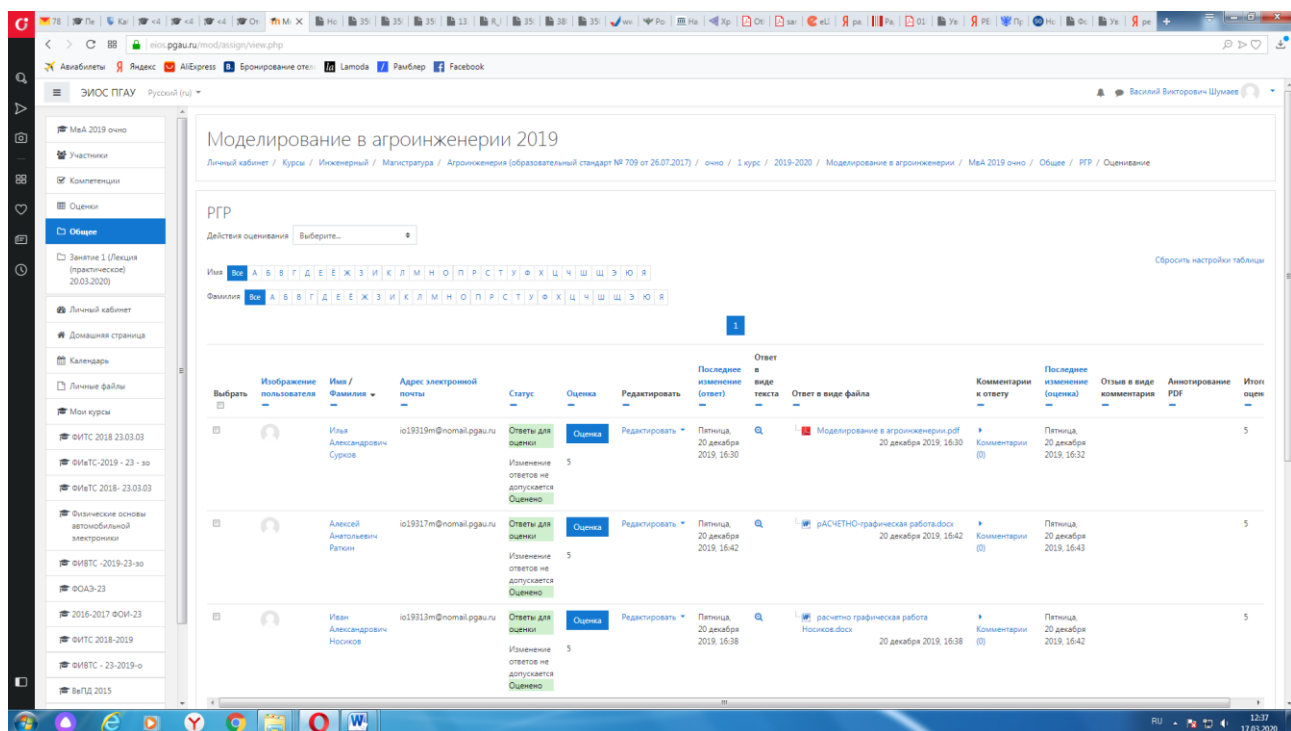 eios.pgau.ru/mod/assign/view.php
Авиабилеты Яндекс AliExpress Бронирование отел Lamoda Рамблер Facebook
ЭИОС ПГАУ Русский (ru)
Василий Викторович Шумаев
МвА 2019 очно
Участники
Компетенции
Оценки
Общее
Занятие 1 (Лекция
(практическое)
20.03.2020)
Личный кабинет
Домашняя страница
Календарь
Личные файлы
Мои курсы
ФИТС 2018 23.03.03
ФИвТС-2019 - 23 - зо
ФИвТС 2018- 23.03.03
Физические основы
автомобильной
электроники
ФИВТС -2019-23-зо
ФОАЭ-23
2016-2017 ФОИ-23
ФИТС 2018-2019
ФИВТС - 23-2019-о
ВвПД 2015
Моделирование в агроинженерии 2019
Личный кабинет / Курсы / Инженерный / Магистратура / Агроинженерия (образовательный стандарт № 709 от 26.07.2017) / очно / 1 курс / 2019-2020 / Моделирование в агроинженерии / МвА 2019 очно / Общее / РГР / Оценивание
РГР
Действия оценивания Выберите...
Сбросить настройки таблицы
Имя Все А Б В Г Д Е Ё Ж З И К Л М Н О П Р С Т У Ф Х Ц Ч Ш Щ Э Ю Я
Фамилия Все А Б В Г Д Е Ё Ж З И К Л М Н О П Р С Т У Ф Х Ц Ч Ш Щ Э Ю Я
1
Выбрать
Изображение
пользователя
Имя /
Фамилия
Адрес электронной
почты
Статус
Оценка
Редактировать
Последнее
изменение
(ответ)
Ответ
в
виде
текста
Ответ в виде файла
Комментарии
к ответу
Последнее
изменение
(оценка)
Отзыв в виде
комментария
Аннотирование
PDF
Итого
оцен
Илья
Александрович
Сурков
io19319m@nomail.pgau.ru
Ответы для
оценки
Изменение
ответов не
допускается
Оценено
Оценка
5
Редактировать
Пятница,
20 декабря
2019, 16:30
Моделирование в агроинженерии.pdf
20 декабря 2019, 16:30
Комментарии
(0)
Пятница,
20 декабря
2019, 16:32
5
Алексей
Анатольевич
Раткин
io19317m@nomail.pgau.ru
Ответы для
оценки
Изменение
ответов не
допускается
Оценено
Оценка
5
Редактировать
Пятница,
20 декабря
2019, 16:42
рАСЧЕТНО-графическая работа.docx
20 декабря 2019, 16:42
Комментарии
(0)
Пятница,
20 декабря
2019, 16:43
5
Иван
Александрович
Носиков
io19313m@nomail.pgau.ru
Ответы для
оценки
Изменение
ответов не
допускается
Оценено
Оценка
5
Редактировать
Пятница,
20 декабря
2019, 16:38
расчетно графическая работа
Носиков.docx
20 декабря 2019, 16:38
Комментарии
(0)
Пятница,
20 декабря
2019, 16:42
5
RU
12:37
17.03.2020